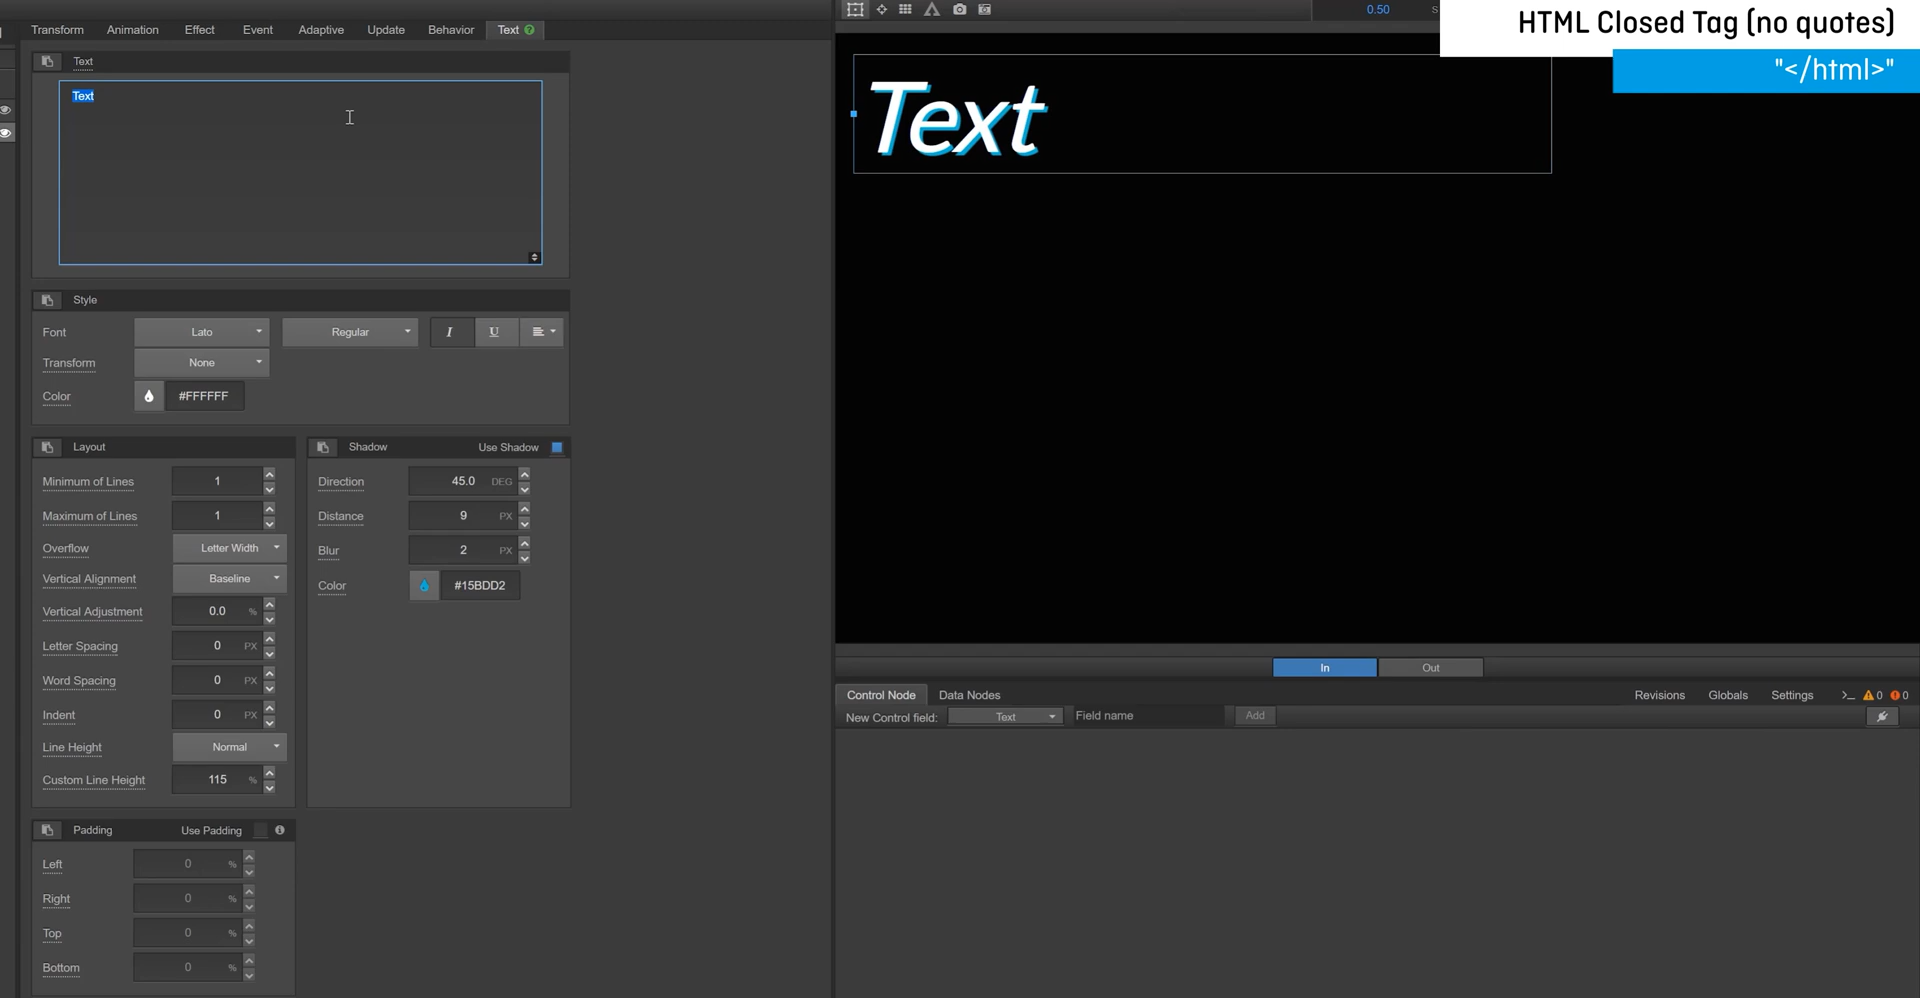 Transform Animation Effect Event Adaptive Update Behavior Text
0.50 S
HTML Closed Tag (no quotes)
"</html>"
Text
Text
Text
Style
Font Lato Regular I U
Transform None
Color #FFFFFF
Layout
Minimum of Lines 1
Maximum of Lines 1
Overflow Letter Width
Vertical Alignment Baseline
Vertical Adjustment 0.0 %
Letter Spacing 0 PX
Word Spacing 0 PX
Indent 0 PX
Line Height Normal
Custom Line Height 115 %
Shadow Use Shadow
Direction 45.0 DEG
Distance 9 PX
Blur 2 PX
Color #15BDD2
Padding Use Padding
Left 0 %
Right 0 %
Top 0 %
Bottom 0 %
In Out
Control Node Data Nodes Revisions Globals Settings >_ 0 0
New Control field: Text Field name Add